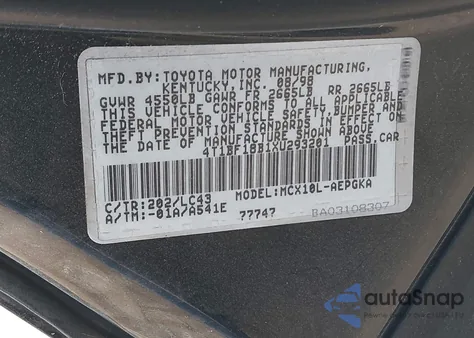 MFD.BY: TOYOTA MOTOR MANUFACTURING,
KENTUCKY, INC. 08/98
GVWR 4550LB GAWR FR 2665LB RR 2665LB
THIS VEHICLE CONFORMS TO ALL APPLICABLE
FEDERAL MOTOR VEHICLE SAFETY, BUMPER, AND
THEFT PREVENTION STANDARDS IN EFFECT ON
THE DATE OF MANUFACTURE SHOWN ABOVE.
4T1BF18B1XU293201 PASS.CAR
C/TR: 202/LC43 MODEL: MCX10L-AEPGKA
A/TM: -01A/A541E 77747 BA03108307
autoSnap